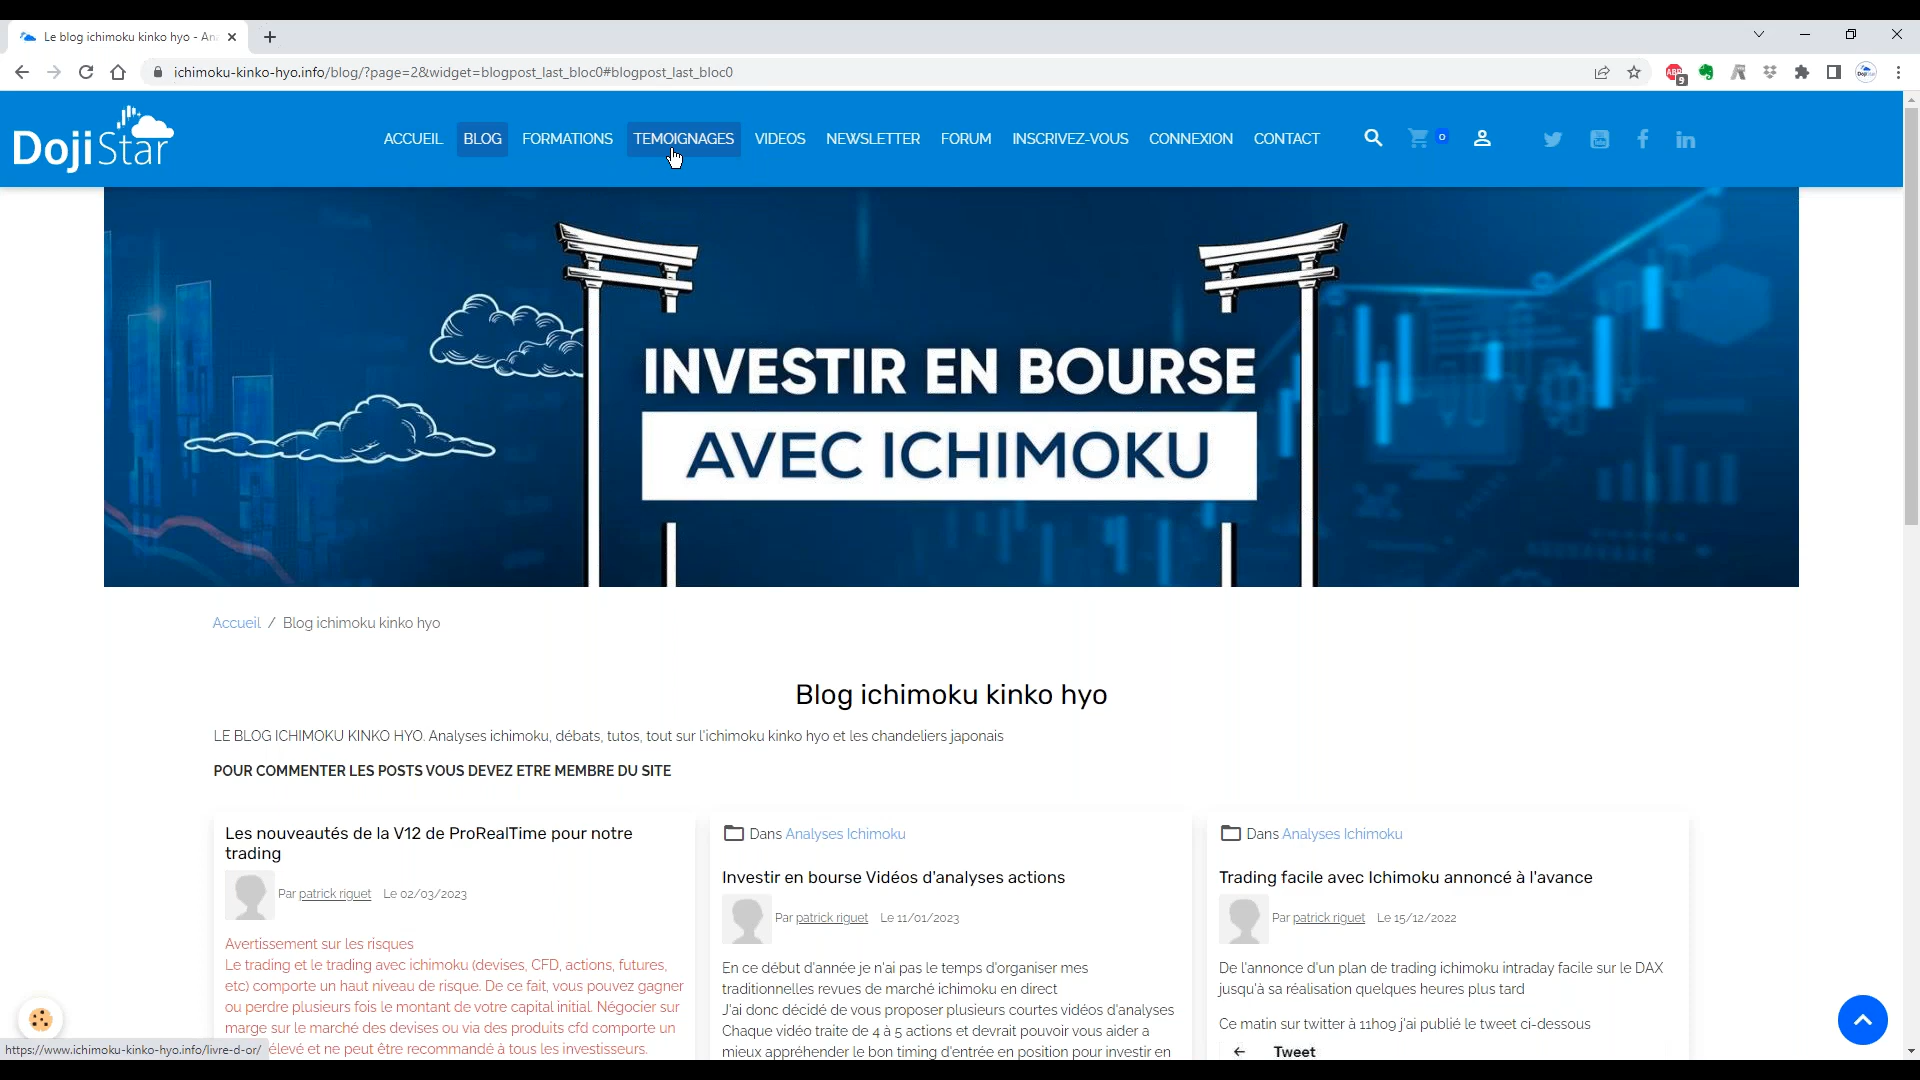 Le blog ichimoku kinko hyo - An
ichimoku-kinko-hyo.info/blog/?page=2&widget=blogpost_last_bloc0#blogpost_last_bloc0
ABP
9
DojiStar
ACCUEIL
BLOG
FORMATIONS
TEMOIGNAGES
VIDEOS
NEWSLETTER
FORUM
INSCRIVEZ-VOUS
CONNEXION
CONTACT
0
INVESTIR EN BOURSE
AVEC ICHIMOKU
Accueil / Blog ichimoku kinko hyo
Blog ichimoku kinko hyo
LE BLOG ICHIMOKU KINKO HYO. Analyses ichimoku, débats, tutos, tout sur l'ichimoku kinko hyo et les chandeliers japonais
POUR COMMENTER LES POSTS VOUS DEVEZ ETRE MEMBRE DU SITE
Les nouveautés de la V12 de ProRealTime pour notre
trading
Par patrick riguet Le 02/03/2023
Avertissement sur les risques
Le trading et le trading avec ichimoku (devises, CFD, actions, futures,
etc) comporte un haut niveau de risque. De ce fait, vous pouvez gagner
ou perdre plusieurs fois le montant de votre capital initial. Négocier sur
marge sur le marché des devises ou via des produits cfd comporte un
élevé et ne peut être recommandé à tous les investisseurs.
Dans Analyses Ichimoku
Investir en bourse Vidéos d'analyses actions
Par patrick riguet Le 11/01/2023
En ce début d'année je n'ai pas le temps d'organiser mes
traditionnelles revues de marché ichimoku en direct
J'ai donc décidé de vous proposer plusieurs courtes vidéos d'analyses
Chaque vidéo traite de 4 à 5 actions et devrait pouvoir vous aider a
mieux appréhender le bon timing d'entrée en position pour investir en
Dans Analyses Ichimoku
Trading facile avec Ichimoku annoncé à l'avance
Par patrick riguet Le 15/12/2022
De l'annonce d'un plan de trading ichimoku intraday facile sur le DAX
jusqu'à sa réalisation quelques heures plus tard
Ce matin sur twitter à 11h09 j'ai publié le tweet ci-dessous
Tweet
https://www.ichimoku-kinko-hyo.info/livre-d-or/